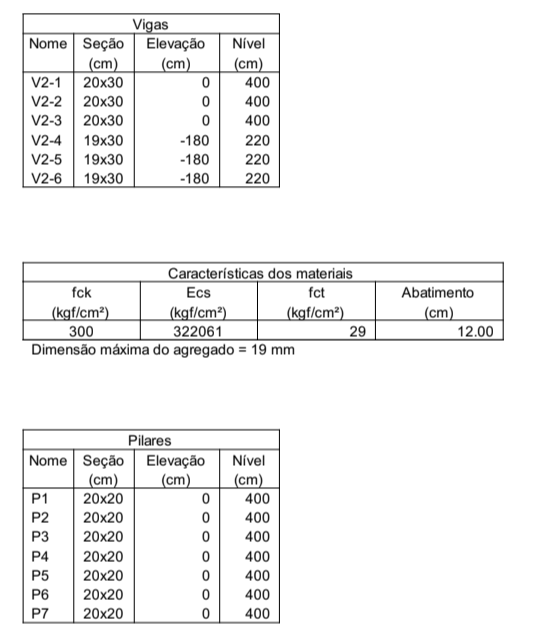 Vigas
Nome Seção Elevação Nível
(cm) (cm) (cm)
V2-1 20x30 0 400
V2-2 20x30 0 400
V2-3 20x30 0 400
V2-4 19x30 -180 220
V2-5 19x30 -180 220
V2-6 19x30 -180 220
Características dos materiais
fck Ecs fct Abatimento
(kgf/cm²) (kgf/cm²) (kgf/cm²) (cm)
300 322061 29 12.00
Dimensão máxima do agregado = 19 mm
Pilares
Nome Seção Elevação Nível
(cm) (cm) (cm)
P1 20x20 0 400
P2 20x20 0 400
P3 20x20 0 400
P4 20x20 0 400
P5 20x20 0 400
P6 20x20 0 400
P7 20x20 0 400